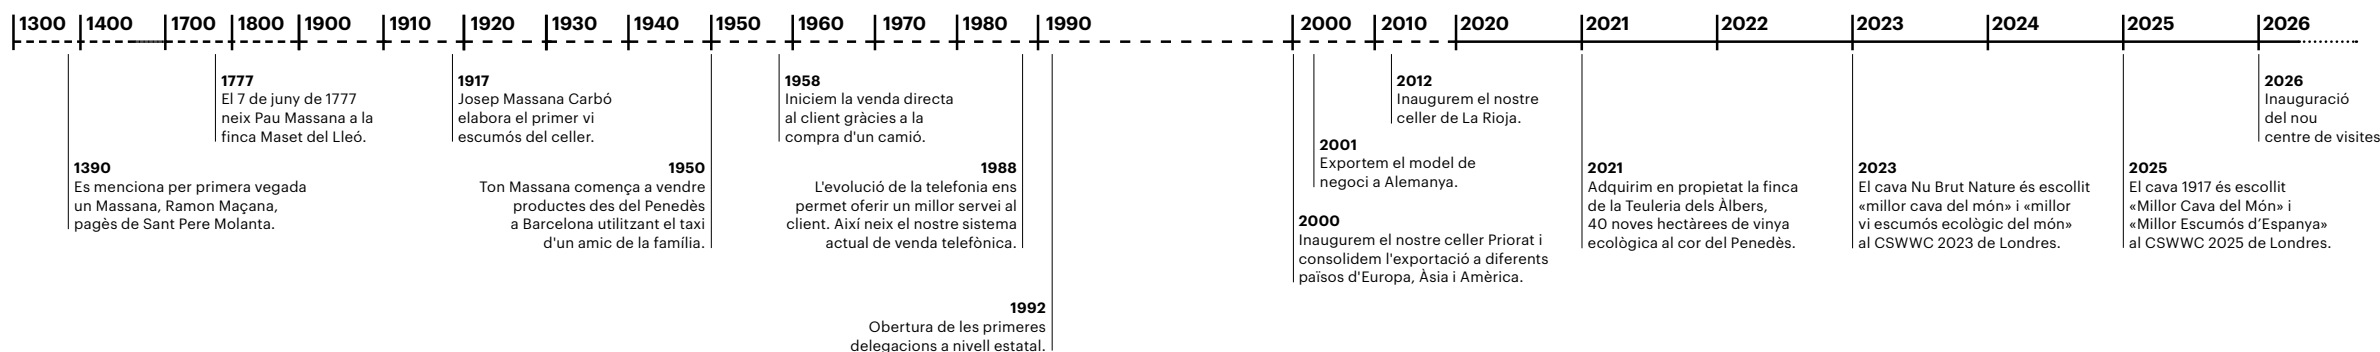 1300 1400 1700 1800 1900 1910 1920 1930 1940 1950 1960 1970 1980 1990 2000 2010 2020 2021 2022 2023 2024 2025 2026
1390
Es menciona per primera vegada
un Massana, Ramon Maçana,
pagès de Sant Pere Molanta.
1777
El 7 de juny de 1777
neix Pau Massana a la
finca Maset del Lleó.
1917
Josep Massana Carbó
elabora el primer vi
escumós del celler.
1950
Ton Massana comença a vendre
productes des del Penedès
a Barcelona utilitzant el taxi
d'un amic de la família.
1958
Iniciem la venda directa
al client gràcies a la
compra d'un camió.
1988
L'evolució de la telefonia ens
permet oferir un millor servei al
client. Així neix el nostre sistema
actual de venda telefònica.
1992
Obertura de les primeres
delegacions a nivell estatal.
2000
Inaugurem el nostre celler Priorat i
consolidem l'exportació a diferents
països d'Europa, Àsia i Amèrica.
2001
Exportem el model de
negoci a Alemanya.
2012
Inaugurem el nostre
celler de La Rioja.
2021
Adquirim en propietat la finca
de la Teuleria dels Àlbers,
40 noves hectàrees de vinya
ecològica al cor del Penedès.
2023
El cava Nu Brut Nature és escollit
«millor cava del món» i «millor
vi escumós ecològic del món»
al CSWWC 2023 de Londres.
2025
El cava 1917 és escollit
«Millor Cava del Món» i
«Millor Escumós d’Espanya»
al CSWWC 2025 de Londres.
2026
Inauguració
del nou
centre de visites